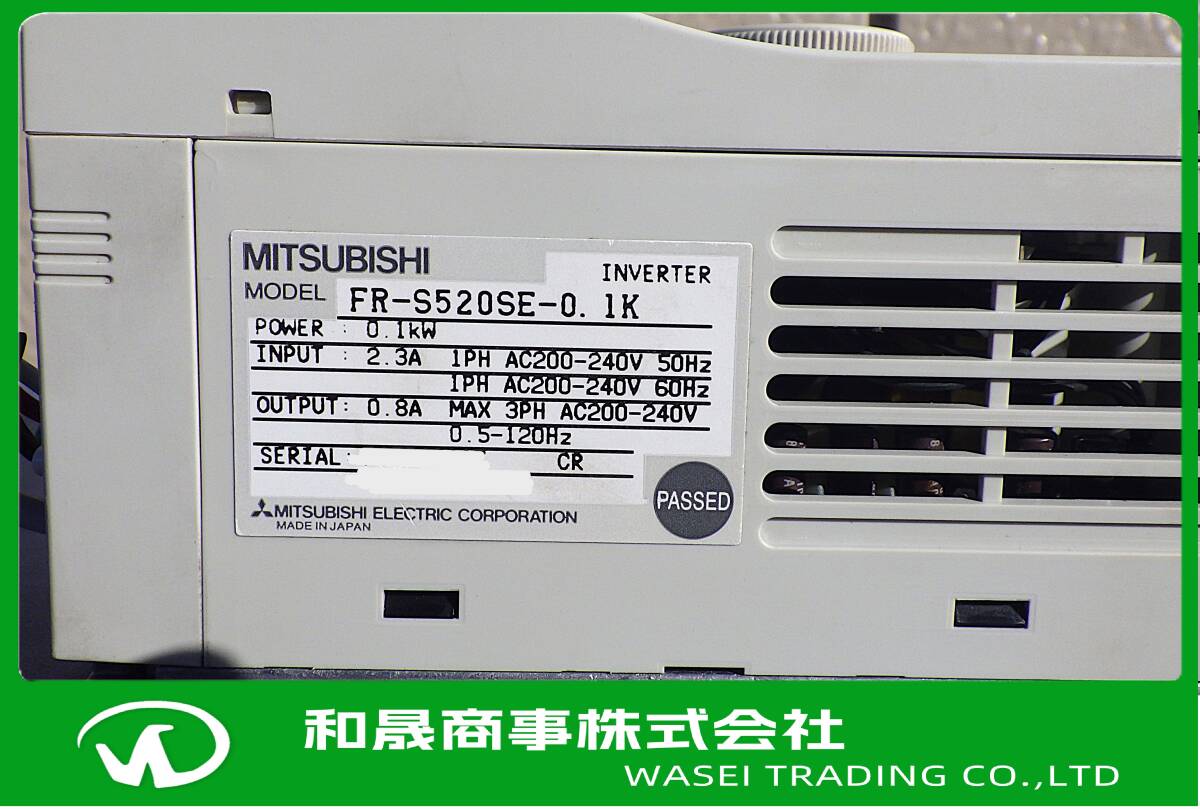 MITSUBISHI
INVERTER
MODEL FR-S520SE-0.1K
POWER : 0.1kW
INPUT : 2.3A 1PH AC200-240V 50Hz
1PH AC200-240V 60Hz
OUTPUT: 0.8A MAX 3PH AC200-240V
0.5-120Hz
SERIAL: CR
PASSED
MITSUBISHI ELECTRIC CORPORATION
MADE IN JAPAN
和晟商事株式会社
WASEI TRADING CO.,LTD